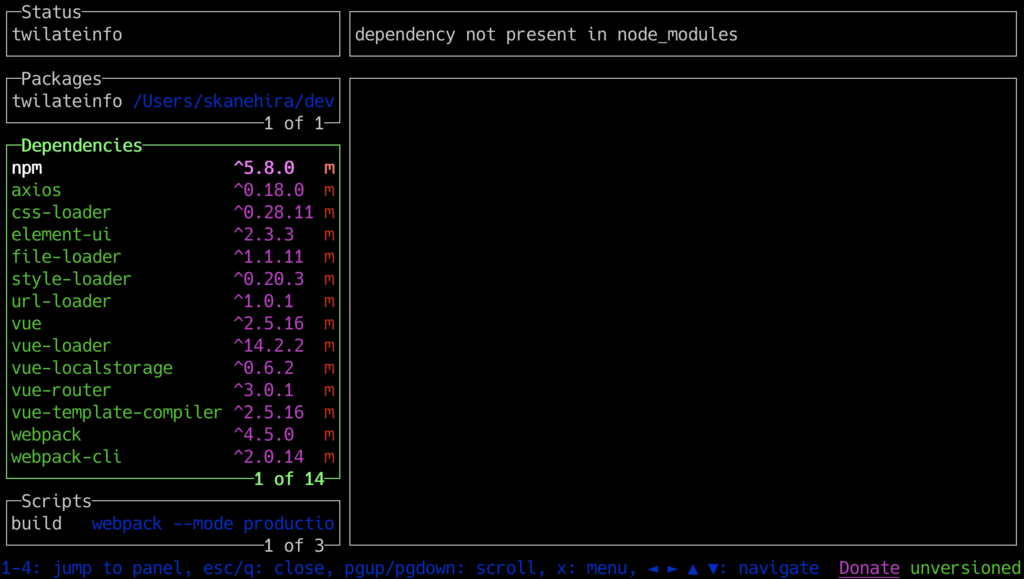 Status
twilateinfo
dependency not present in node_modules
Packages
twilateinfo /Users/skanehira/dev
1 of 1
Dependencies
npm ^5.8.0 m
axios ^0.18.0 m
css-loader ^0.28.11 m
element-ui ^2.3.3 m
file-loader ^1.1.11 m
style-loader ^0.20.3 m
url-loader ^1.0.1 m
vue ^2.5.16 m
vue-loader ^14.2.2 m
vue-localstorage ^0.6.2 m
vue-router ^3.0.1 m
vue-template-compiler ^2.5.16 m
webpack ^4.5.0 m
webpack-cli ^2.0.14 m
1 of 14
Scripts
build webpack --mode productio
1 of 3
1-4: jump to panel, esc/q: close, pgup/pgdown: scroll, x: menu, ◄ ► ▲ ▼: navigate Donate unversioned